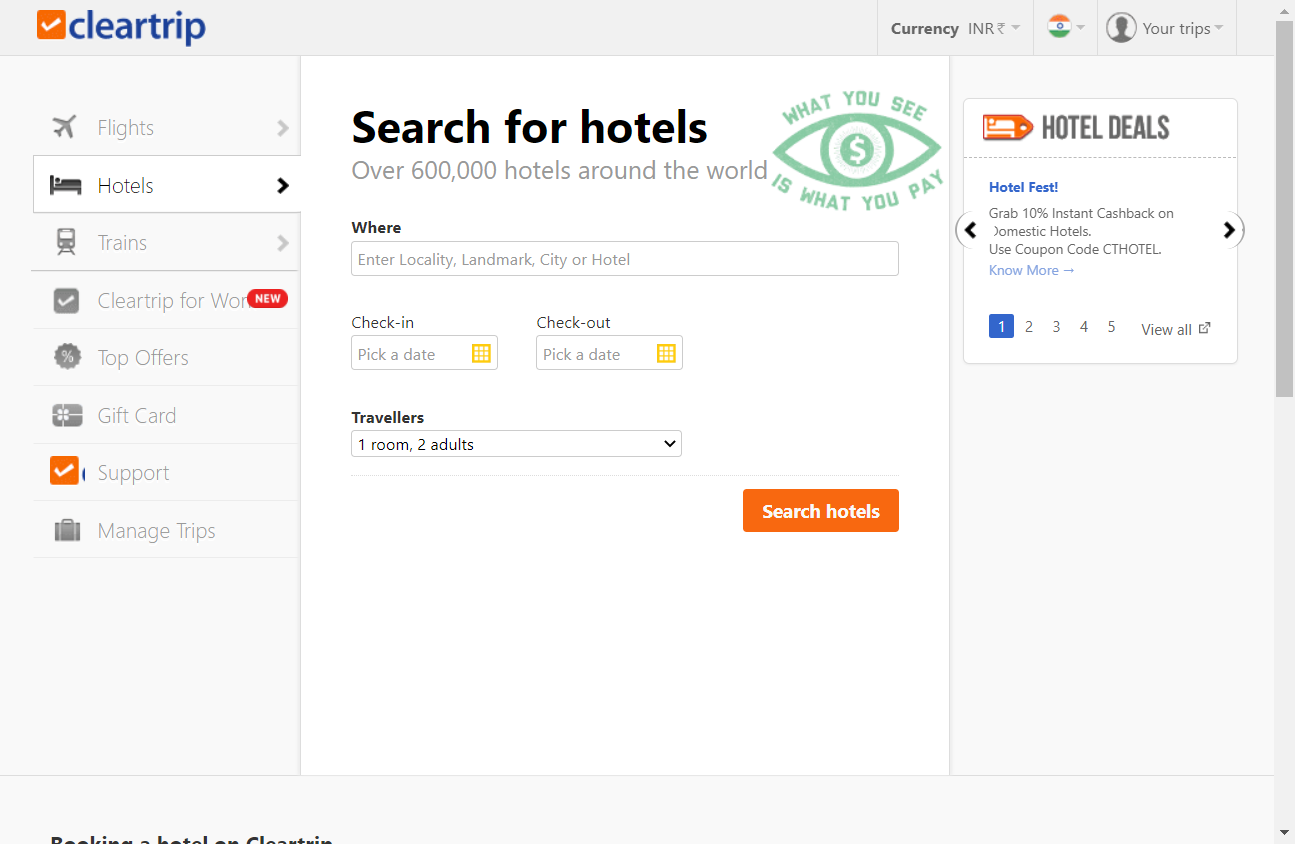 cleartrip
Currency INR₹
Your trips
Flights
Hotels
Trains
Cleartrip for Wor
NEW
Top Offers
Gift Card
Support
Manage Trips
Search for hotels
Over 600,000 hotels around the world
WHAT YOU SEE
$
IS WHAT YOU PAY
Where
Enter Locality, Landmark, City or Hotel
Check-in
Check-out
Pick a date
Pick a date
Travellers
1 room, 2 adults
Search hotels
HOTEL DEALS
Hotel Fest!
Grab 10% Instant Cashback on
Domestic Hotels.
Use Coupon Code CTHOTEL.
Know More →
1 2 3 4 5 View all
Booking a hotel on Cleartrip